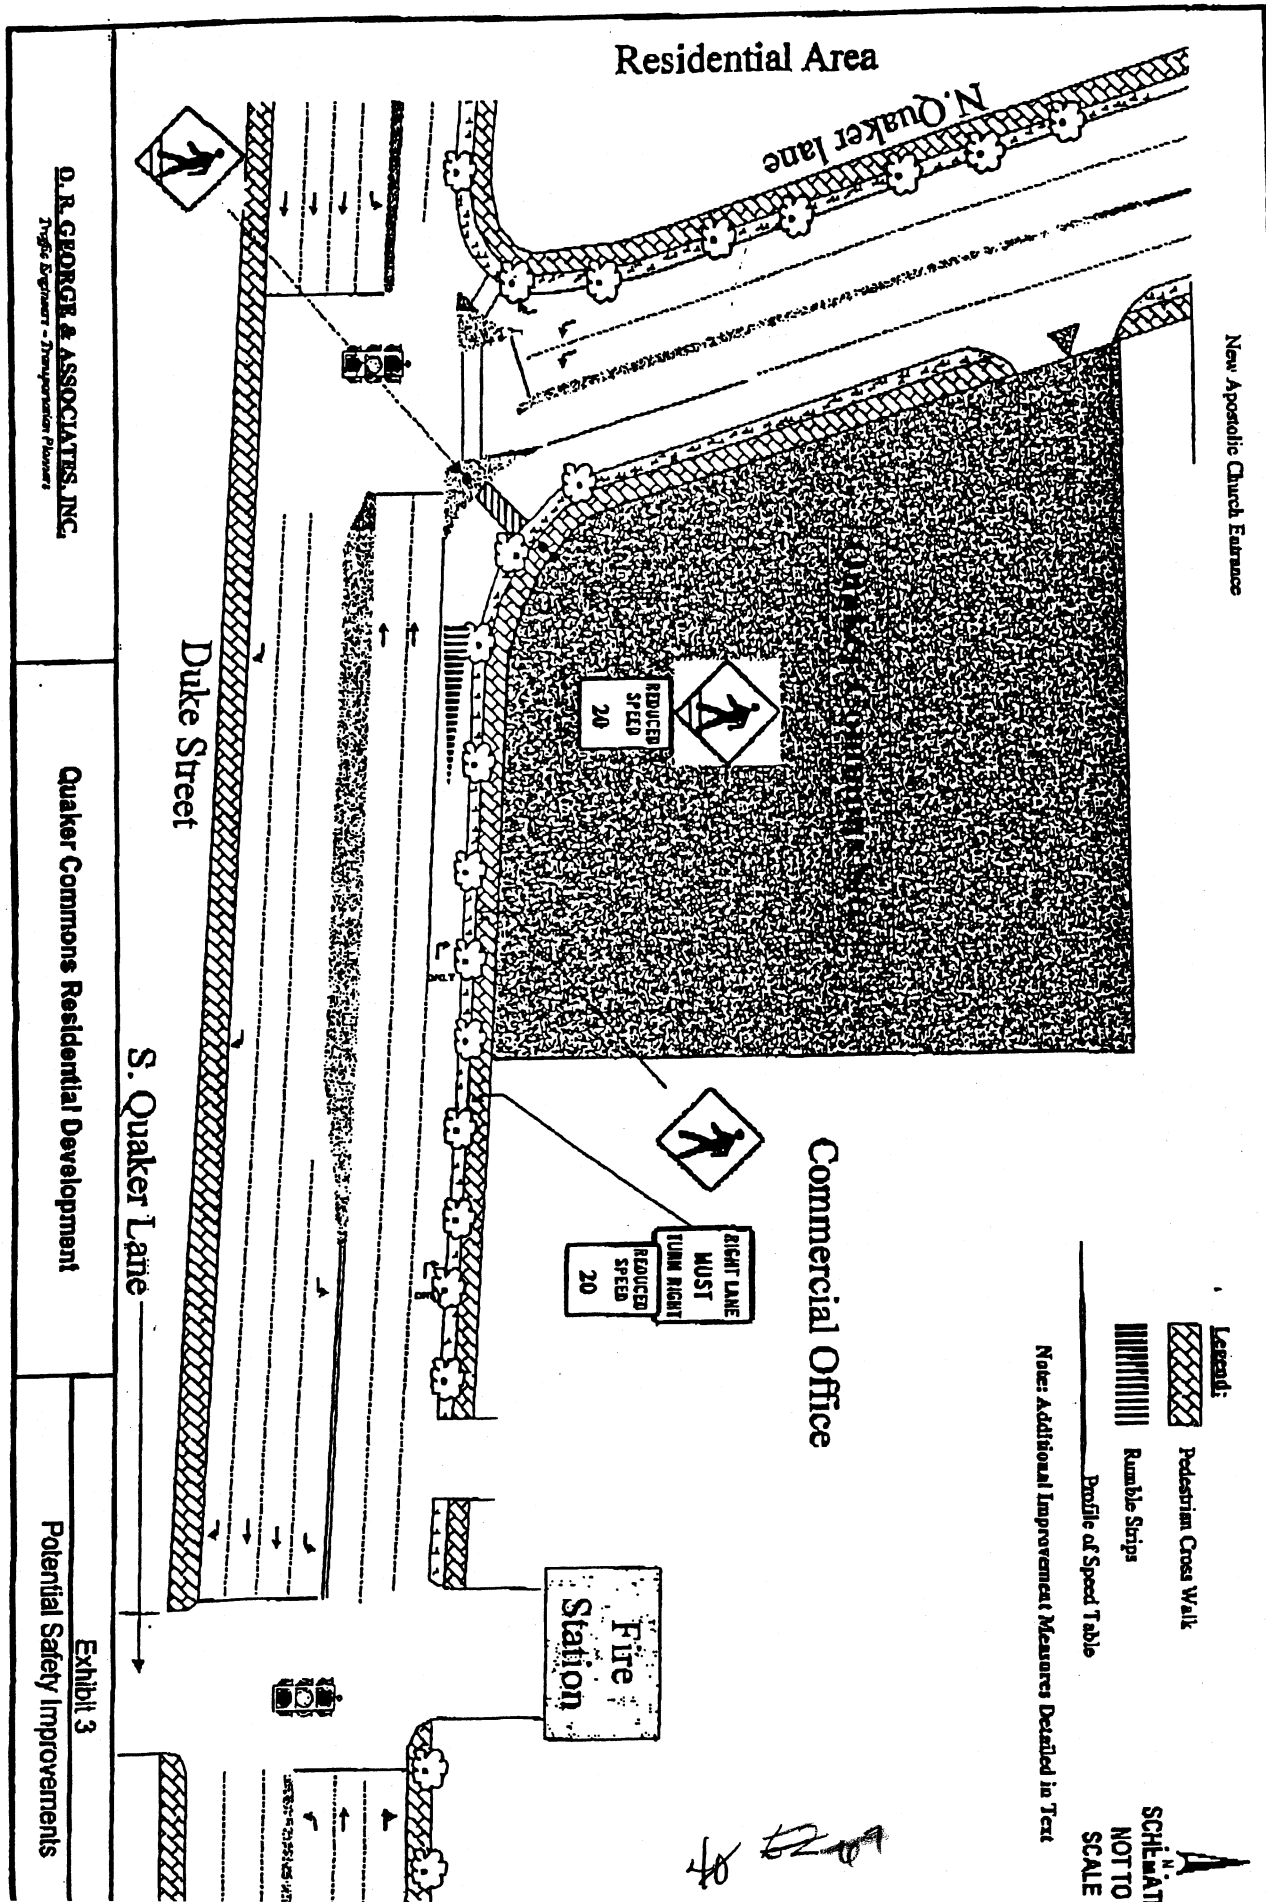 New Apostolic Church Entrance
Residential Area
N. Quaker lane
REDUCED
SPEED
20
Commercial Office
RIGHT LANE
MUST
TURN RIGHT
REDUCED
SPEED
20
Legend:
Pedestrian Cross Walk
Rumble Strips
Profile of Speed Table
Note: Additional Improvement Measures Detailed in Text
N
NOT TO
SCALE
Fire
Station
Duke Street
S. Quaker Lane
O. R. GEORGE & ASSOCIATES, INC.
Traffic Engineers - Transportation Planners
Quaker Commons Residential Development
Exhibit 3
Potential Safety Improvements